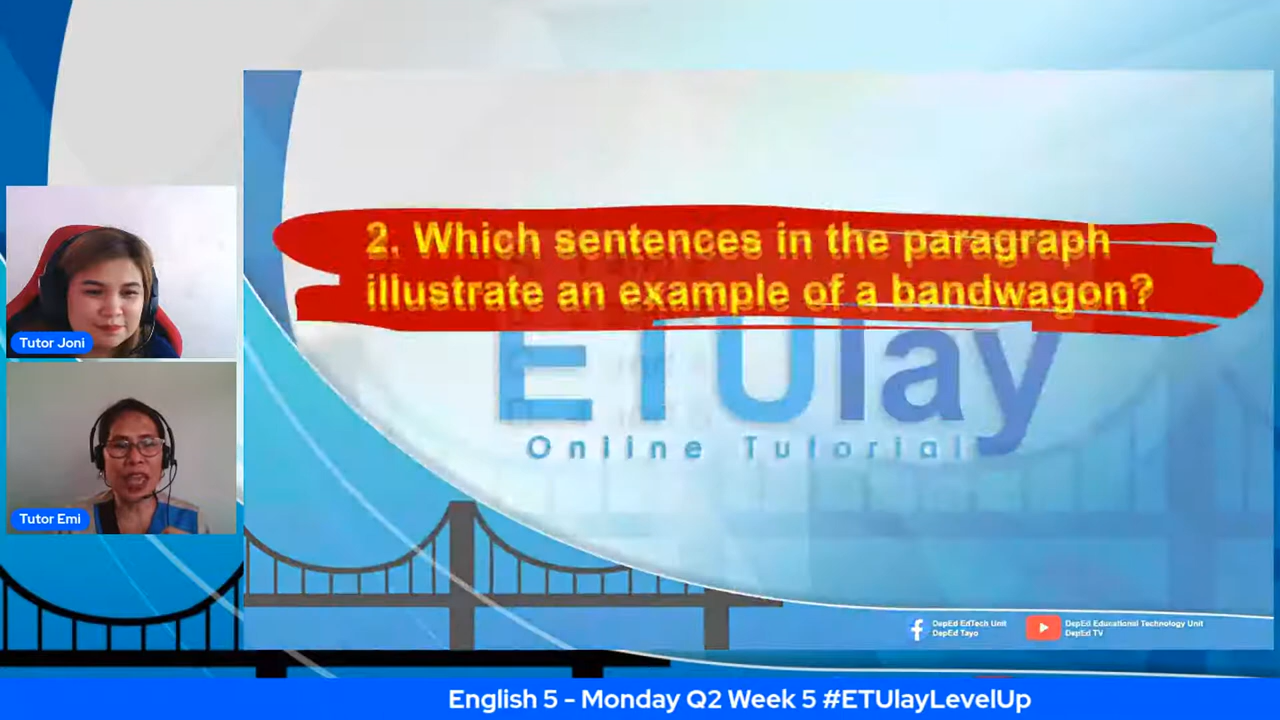 2. Which sentences in the paragraph
illustrate an example of a bandwagon?
ETUlay
Online Tutorial
Tutor Joni
Tutor Emi
DepEd EdTech Unit
DepEd Tayo
DepEd Educational Technology Unit
DepEd TV
English 5 - Monday Q2 Week 5 #ETUlayLevelUp